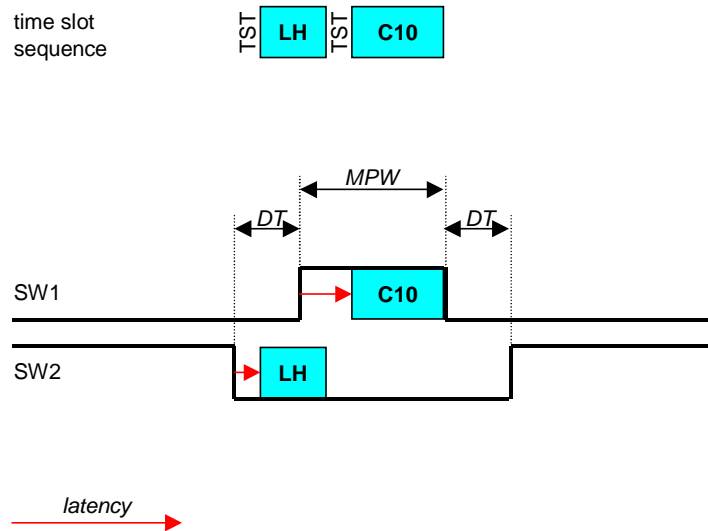 time slot
sequence
TST
LH
TST
C10
MPW
DT
DT
SW1
C10
SW2
LH
latency